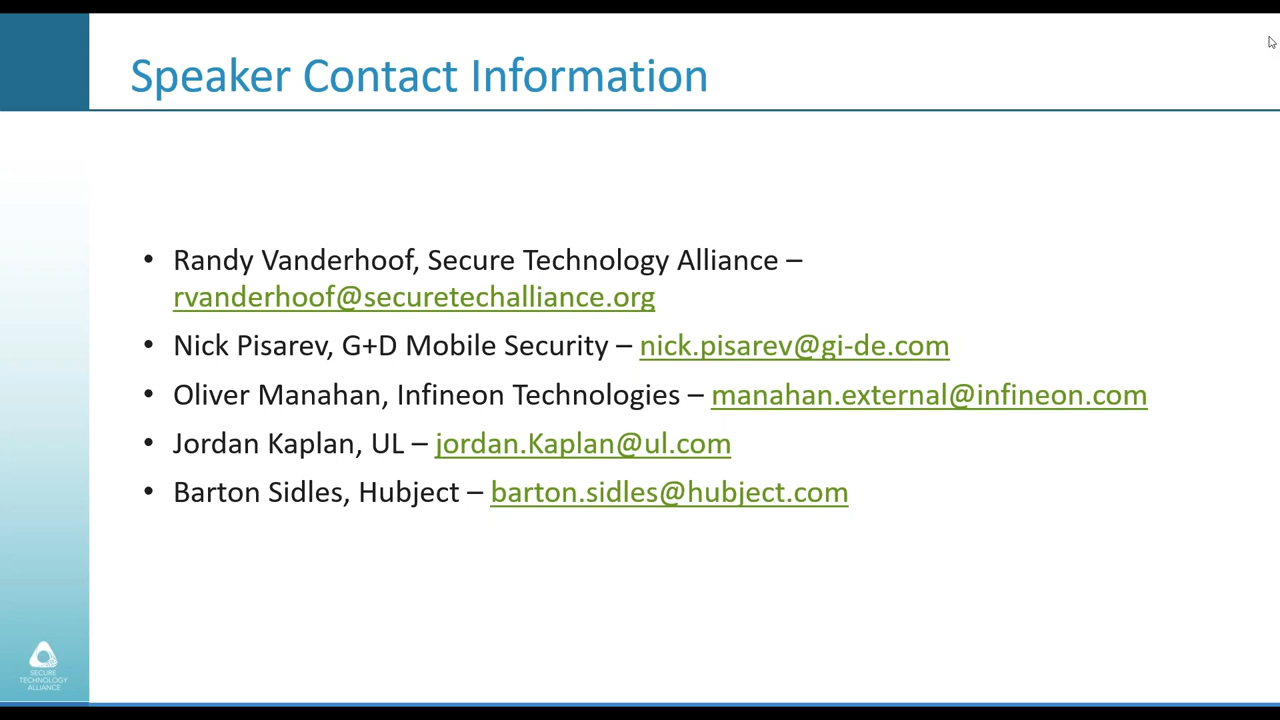 Speaker Contact Information
• Randy Vanderhoof, Secure Technology Alliance –
rvanderhoof@securetechalliance.org
• Nick Pisarev, G+D Mobile Security – nick.pisarev@gi-de.com
• Oliver Manahan, Infineon Technologies – manahan.external@infineon.com
• Jordan Kaplan, UL – jordan.Kaplan@ul.com
• Barton Sidles, Hubject – barton.sidles@hubject.com
SECURE
TECHNOLOGY
ALLIANCE